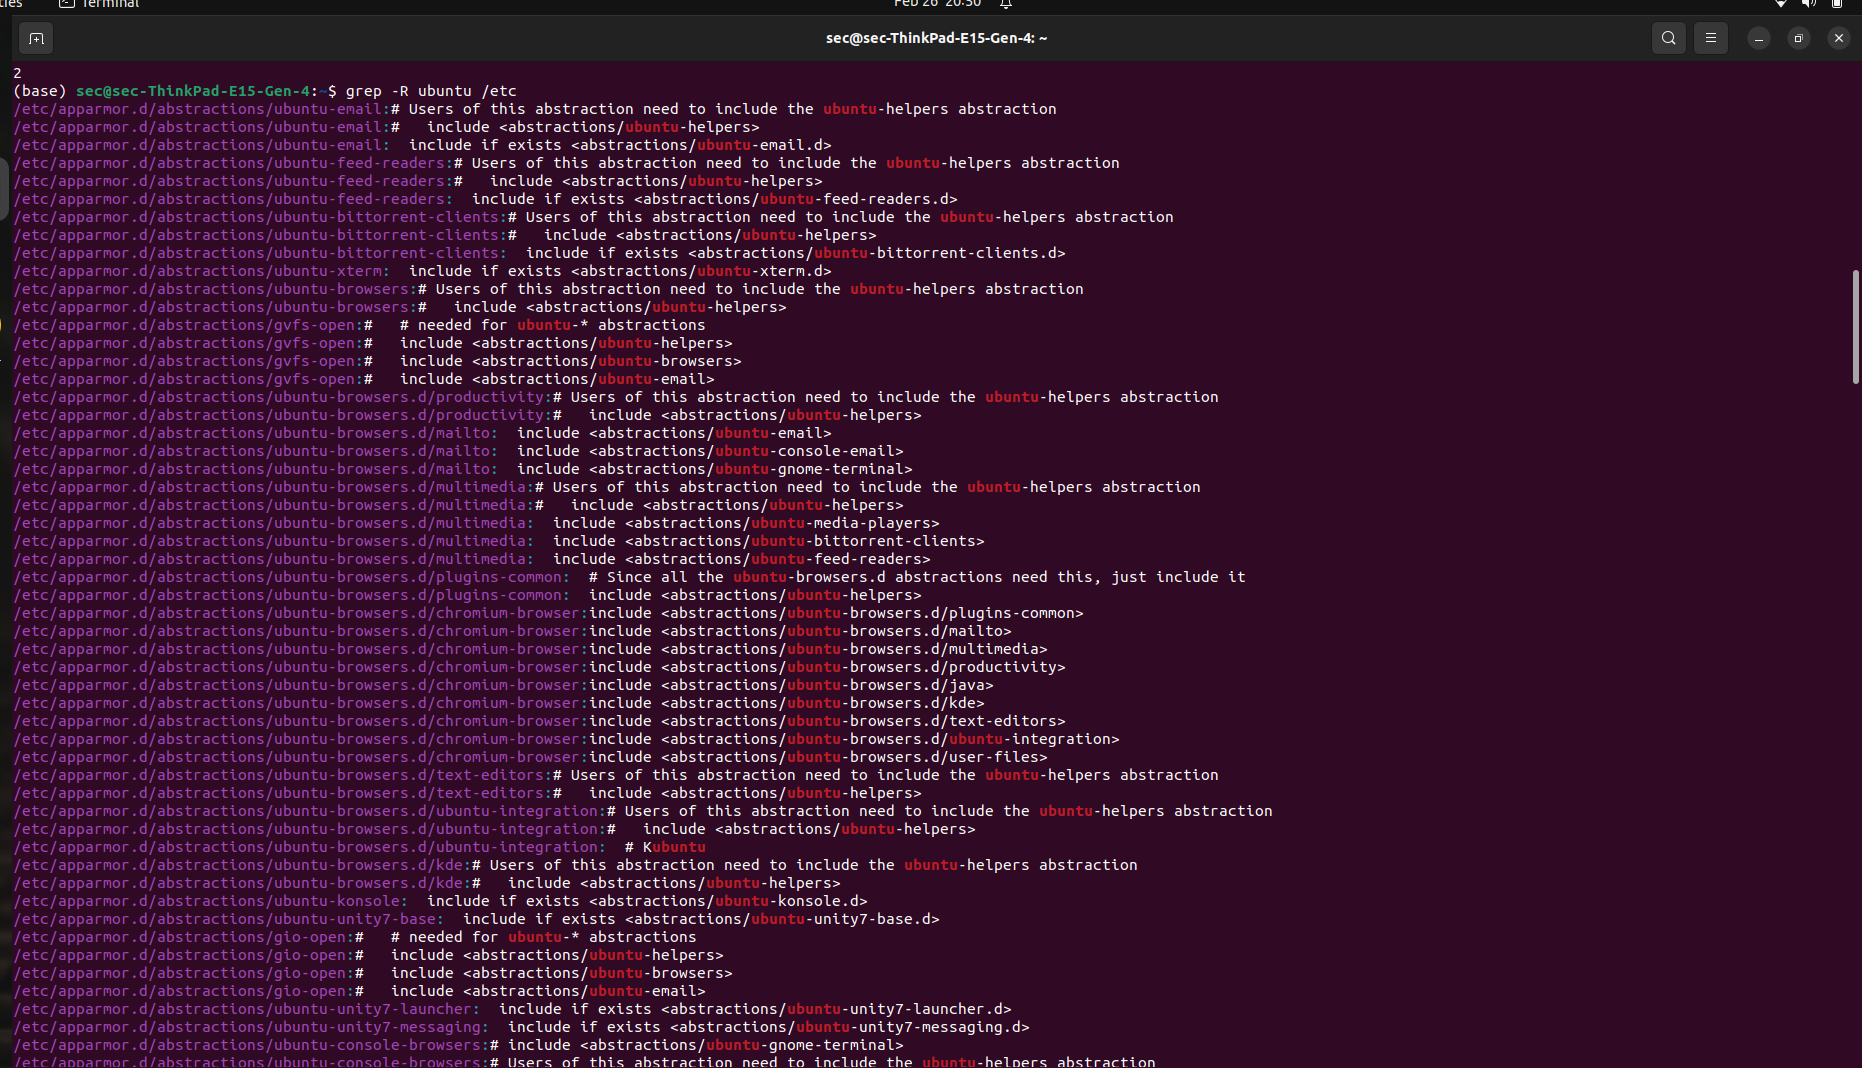 Terminal
Feb 26 20:50
sec@sec-ThinkPad-E15-Gen-4: ~
2
(base) sec@sec-ThinkPad-E15-Gen-4:~$ grep -R ubuntu /etc
/etc/apparmor.d/abstractions/ubuntu-email:# Users of this abstraction need to include the ubuntu-helpers abstraction
/etc/apparmor.d/abstractions/ubuntu-email:#   include <abstractions/ubuntu-helpers>
/etc/apparmor.d/abstractions/ubuntu-email:  include if exists <abstractions/ubuntu-email.d>
/etc/apparmor.d/abstractions/ubuntu-feed-readers:# Users of this abstraction need to include the ubuntu-helpers abstraction
/etc/apparmor.d/abstractions/ubuntu-feed-readers:#   include <abstractions/ubuntu-helpers>
/etc/apparmor.d/abstractions/ubuntu-feed-readers:  include if exists <abstractions/ubuntu-feed-readers.d>
/etc/apparmor.d/abstractions/ubuntu-bittorrent-clients:# Users of this abstraction need to include the ubuntu-helpers abstraction
/etc/apparmor.d/abstractions/ubuntu-bittorrent-clients:#   include <abstractions/ubuntu-helpers>
/etc/apparmor.d/abstractions/ubuntu-bittorrent-clients:  include if exists <abstractions/ubuntu-bittorrent-clients.d>
/etc/apparmor.d/abstractions/ubuntu-xterm:  include if exists <abstractions/ubuntu-xterm.d>
/etc/apparmor.d/abstractions/ubuntu-browsers:# Users of this abstraction need to include the ubuntu-helpers abstraction
/etc/apparmor.d/abstractions/ubuntu-browsers:#   include <abstractions/ubuntu-helpers>
/etc/apparmor.d/abstractions/gvfs-open:#   # needed for ubuntu-* abstractions
/etc/apparmor.d/abstractions/gvfs-open:#   include <abstractions/ubuntu-helpers>
/etc/apparmor.d/abstractions/gvfs-open:#   include <abstractions/ubuntu-browsers>
/etc/apparmor.d/abstractions/gvfs-open:#   include <abstractions/ubuntu-email>
/etc/apparmor.d/abstractions/ubuntu-browsers.d/productivity:# Users of this abstraction need to include the ubuntu-helpers abstraction
/etc/apparmor.d/abstractions/ubuntu-browsers.d/productivity:#   include <abstractions/ubuntu-helpers>
/etc/apparmor.d/abstractions/ubuntu-browsers.d/mailto:  include <abstractions/ubuntu-email>
/etc/apparmor.d/abstractions/ubuntu-browsers.d/mailto:  include <abstractions/ubuntu-console-email>
/etc/apparmor.d/abstractions/ubuntu-browsers.d/mailto:  include <abstractions/ubuntu-gnome-terminal>
/etc/apparmor.d/abstractions/ubuntu-browsers.d/multimedia:# Users of this abstraction need to include the ubuntu-helpers abstraction
/etc/apparmor.d/abstractions/ubuntu-browsers.d/multimedia:#   include <abstractions/ubuntu-helpers>
/etc/apparmor.d/abstractions/ubuntu-browsers.d/multimedia:  include <abstractions/ubuntu-media-players>
/etc/apparmor.d/abstractions/ubuntu-browsers.d/multimedia:  include <abstractions/ubuntu-bittorrent-clients>
/etc/apparmor.d/abstractions/ubuntu-browsers.d/multimedia:  include <abstractions/ubuntu-feed-readers>
/etc/apparmor.d/abstractions/ubuntu-browsers.d/plugins-common:  # Since all the ubuntu-browsers.d abstractions need this, just include it
/etc/apparmor.d/abstractions/ubuntu-browsers.d/plugins-common:  include <abstractions/ubuntu-helpers>
/etc/apparmor.d/abstractions/ubuntu-browsers.d/chromium-browser:include <abstractions/ubuntu-browsers.d/plugins-common>
/etc/apparmor.d/abstractions/ubuntu-browsers.d/chromium-browser:include <abstractions/ubuntu-browsers.d/mailto>
/etc/apparmor.d/abstractions/ubuntu-browsers.d/chromium-browser:include <abstractions/ubuntu-browsers.d/multimedia>
/etc/apparmor.d/abstractions/ubuntu-browsers.d/chromium-browser:include <abstractions/ubuntu-browsers.d/productivity>
/etc/apparmor.d/abstractions/ubuntu-browsers.d/chromium-browser:include <abstractions/ubuntu-browsers.d/java>
/etc/apparmor.d/abstractions/ubuntu-browsers.d/chromium-browser:include <abstractions/ubuntu-browsers.d/kde>
/etc/apparmor.d/abstractions/ubuntu-browsers.d/chromium-browser:include <abstractions/ubuntu-browsers.d/text-editors>
/etc/apparmor.d/abstractions/ubuntu-browsers.d/chromium-browser:include <abstractions/ubuntu-browsers.d/ubuntu-integration>
/etc/apparmor.d/abstractions/ubuntu-browsers.d/chromium-browser:include <abstractions/ubuntu-browsers.d/user-files>
/etc/apparmor.d/abstractions/ubuntu-browsers.d/text-editors:# Users of this abstraction need to include the ubuntu-helpers abstraction
/etc/apparmor.d/abstractions/ubuntu-browsers.d/text-editors:#   include <abstractions/ubuntu-helpers>
/etc/apparmor.d/abstractions/ubuntu-browsers.d/ubuntu-integration:# Users of this abstraction need to include the ubuntu-helpers abstraction
/etc/apparmor.d/abstractions/ubuntu-browsers.d/ubuntu-integration:#   include <abstractions/ubuntu-helpers>
/etc/apparmor.d/abstractions/ubuntu-browsers.d/ubuntu-integration:  # Kubuntu
/etc/apparmor.d/abstractions/ubuntu-browsers.d/kde:# Users of this abstraction need to include the ubuntu-helpers abstraction
/etc/apparmor.d/abstractions/ubuntu-browsers.d/kde:#   include <abstractions/ubuntu-helpers>
/etc/apparmor.d/abstractions/ubuntu-konsole:  include if exists <abstractions/ubuntu-konsole.d>
/etc/apparmor.d/abstractions/ubuntu-unity7-base:  include if exists <abstractions/ubuntu-unity7-base.d>
/etc/apparmor.d/abstractions/gio-open:#   # needed for ubuntu-* abstractions
/etc/apparmor.d/abstractions/gio-open:#   include <abstractions/ubuntu-helpers>
/etc/apparmor.d/abstractions/gio-open:#   include <abstractions/ubuntu-browsers>
/etc/apparmor.d/abstractions/gio-open:#   include <abstractions/ubuntu-email>
/etc/apparmor.d/abstractions/ubuntu-unity7-launcher:  include if exists <abstractions/ubuntu-unity7-launcher.d>
/etc/apparmor.d/abstractions/ubuntu-unity7-messaging:  include if exists <abstractions/ubuntu-unity7-messaging.d>
/etc/apparmor.d/abstractions/ubuntu-console-browsers:# include <abstractions/ubuntu-gnome-terminal>
/etc/apparmor.d/abstractions/ubuntu-console-browsers:# Users of this abstraction need to include the ubuntu-helpers abstraction